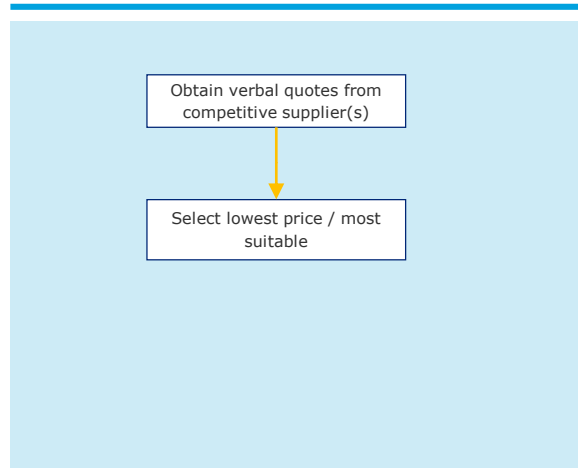 Obtain verbal quotes from
competitive supplier(s)
Select lowest price / most
suitable